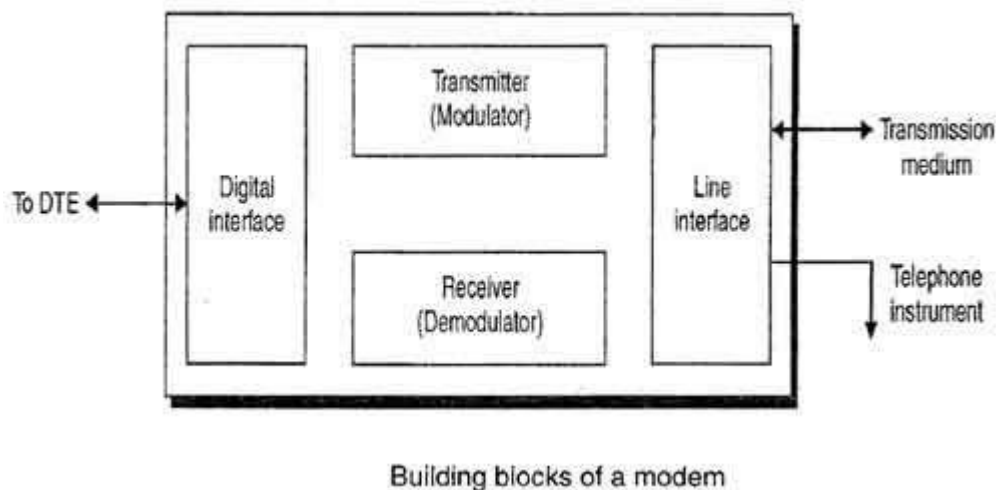 To DTE
Digital
interface
Transmitter
(Modulator)
Receiver
(Demodulator)
Line
interface
Transmission
medium
Telephone
instrument
Building blocks of a modem